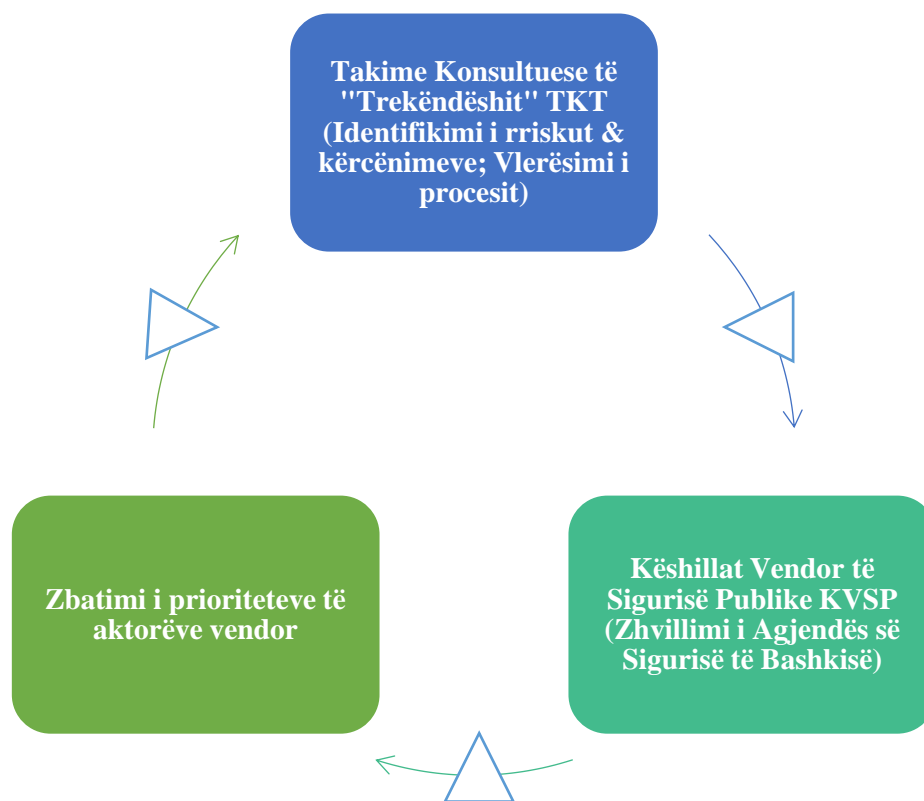 Takime Konsultuese të
"Trekëndëshit" TKT
(Identifikimi i rriskut &
kërcënimeve; Vlerësimi i
procesit)
Zbatimi i prioriteteve të
aktorëve vendor
Këshillat Vendor të
Sigurisë Publike KVSP
(Zhvillimi i Agjendës së
Sigurisë të Bashkisë)